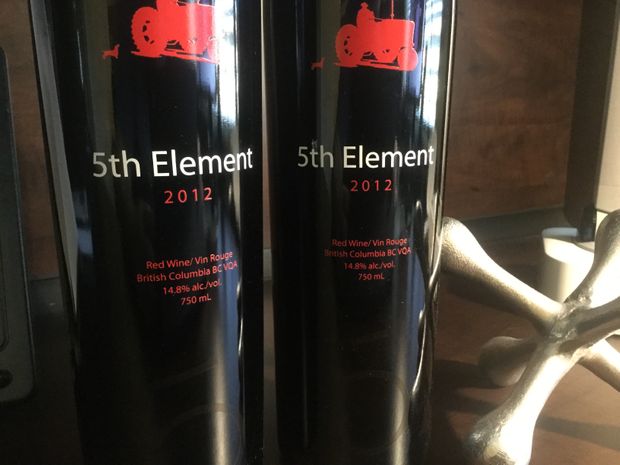 5th Element
2012
Red Wine/ Vin Rouge
British Columbia BC VQA
14.8% alc./vol.
750 mL
5th Element
2012
Red Wine/ Vin Rouge
British Columbia BC VQA
14.8% alc./vol.
750 mL